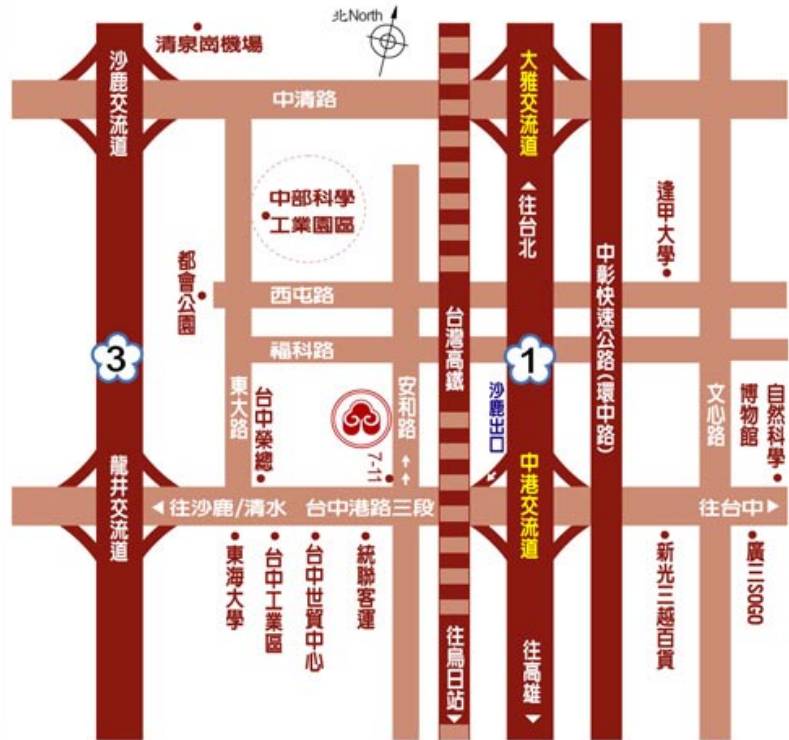 北North
清泉崗機場
沙鹿交流道
大雅交流道
中清路
中部科學
工業園區
往台北
逢甲大學
都會公園
中彰快速公路(環中路)
西屯路
台灣高鐵
福科路
3
1
東大路
台中榮總
安和路
沙鹿出口
文心路
自然科學
博物館
7-11
龍井交流道
往沙鹿/清水
台中港路三段
中港交流道
往台中
東海大學
台中工業區
台中世貿中心
統聯客運
新光三越百貨
廣三SOGO
往烏日站
往高雄